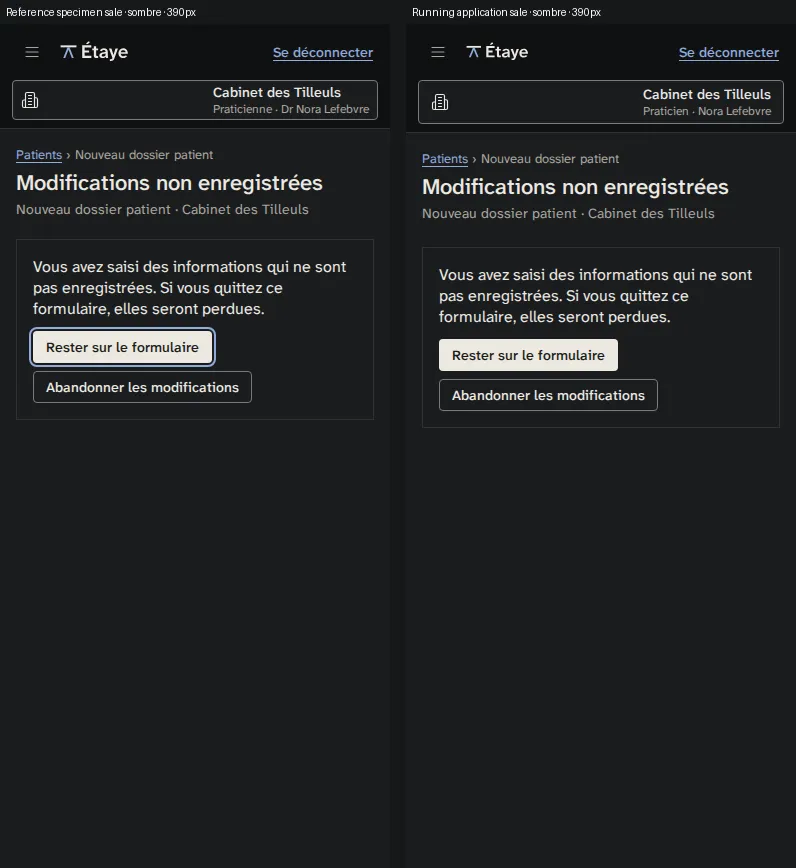 Reference specimen sale · sombre · 390px
Étaye
Se déconnecter
Cabinet des Tilleuls
Praticienne · Dr Nora Lefebvre
Patients › Nouveau dossier patient
Modifications non enregistrées
Nouveau dossier patient · Cabinet des Tilleuls
Vous avez saisi des informations qui ne sont
pas enregistrées. Si vous quittez ce
formulaire, elles seront perdues.
Rester sur le formulaire
Abandonner les modifications
Running application sale · sombre · 390px
Étaye
Se déconnecter
Cabinet des Tilleuls
Praticien · Nora Lefebvre
Patients › Nouveau dossier patient
Modifications non enregistrées
Nouveau dossier patient · Cabinet des Tilleuls
Vous avez saisi des informations qui ne sont
pas enregistrées. Si vous quittez ce
formulaire, elles seront perdues.
Rester sur le formulaire
Abandonner les modifications